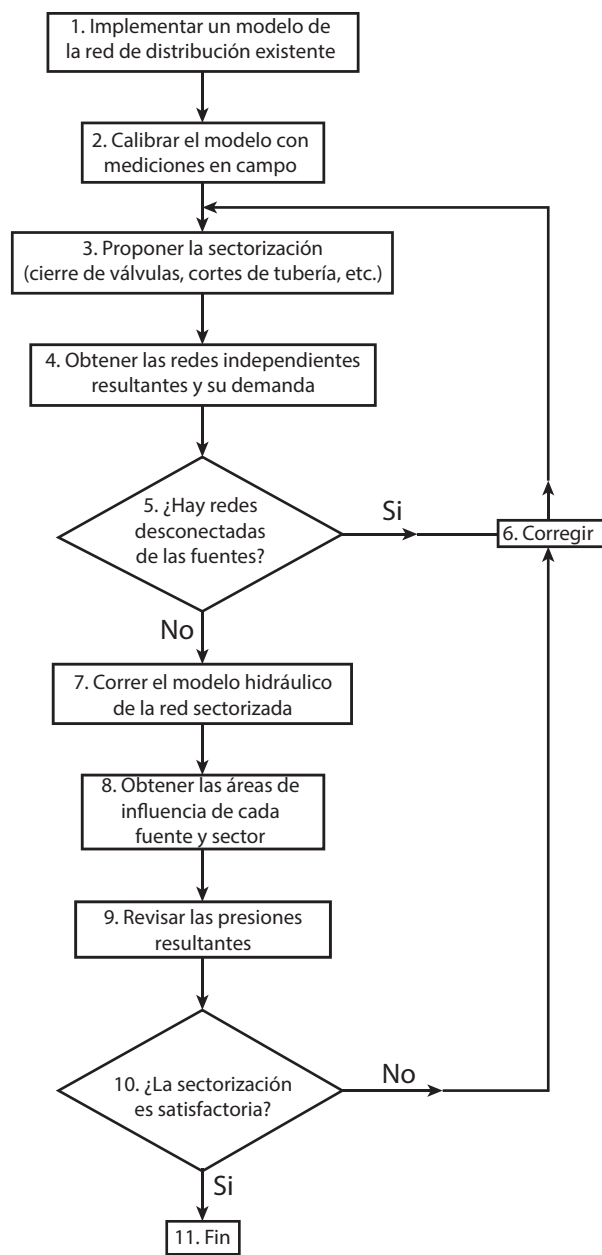 1. Implementar un modelo de
la red de distribución existente
2. Calibrar el modelo con
mediciones en campo
3. Proponer la sectorización
(cierre de válvulas, cortes de tubería, etc.)
4. Obtener las redes independientes
resultantes y su demanda
5. ¿Hay redes
desconectadas
de las fuentes?
Si
6. Corregir
No
7. Correr el modelo hidráulico
de la red sectorizada
8. Obtener las áreas de
influencia de cada
fuente y sector
9. Revisar las presiones
resultantes
10. ¿La sectorización
es satisfactoria?
No
Si
11. Fin